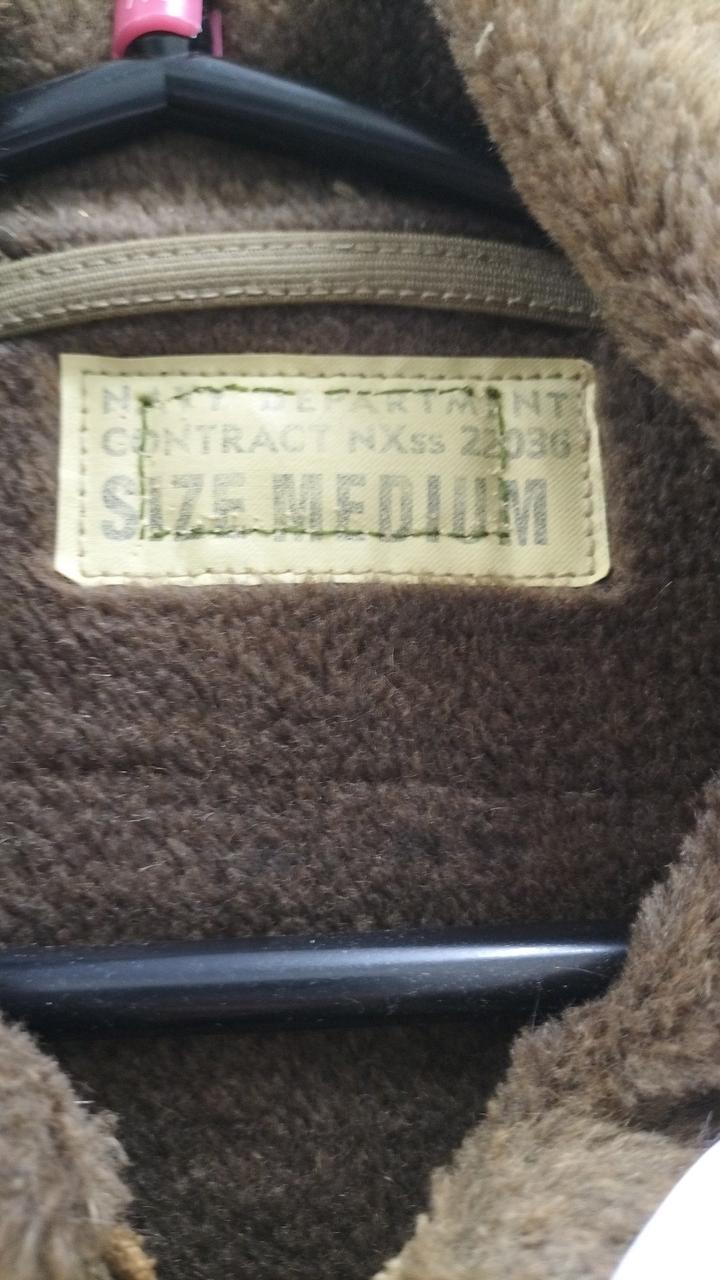 NAVY DEPARTMENT
CONTRACT NXss 22036
SIZE MEDIUM